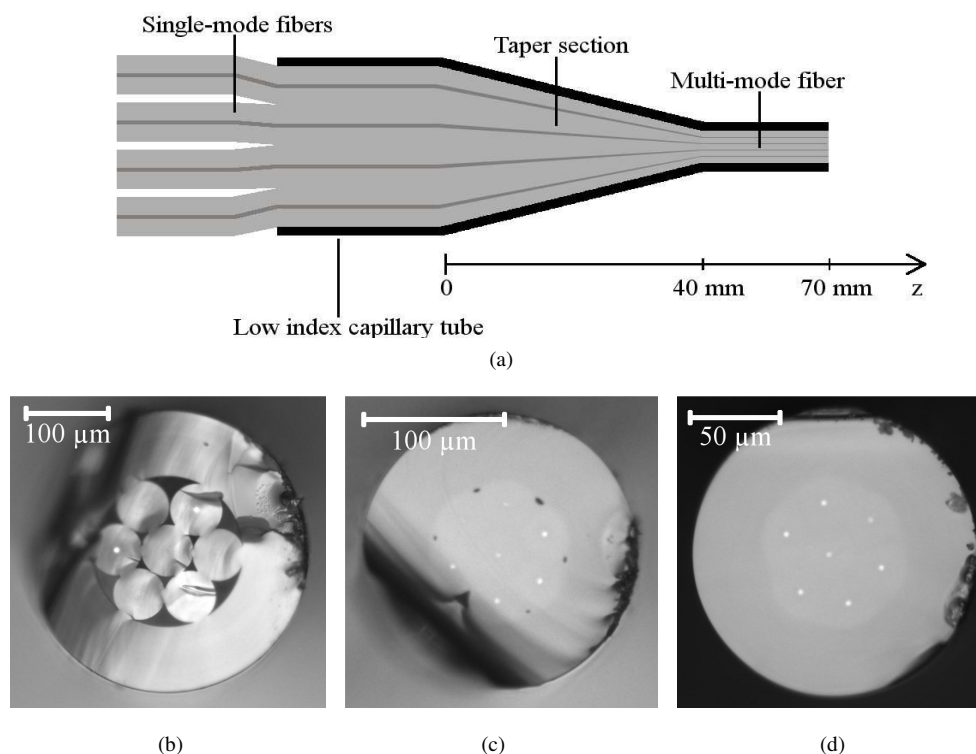 Single-mode fibers
Taper section
Multi-mode fiber
0
40 mm
70 mm
z
Low index capillary tube
(a)
100 µm
100 µm
50 µm
(b)
(c)
(d)